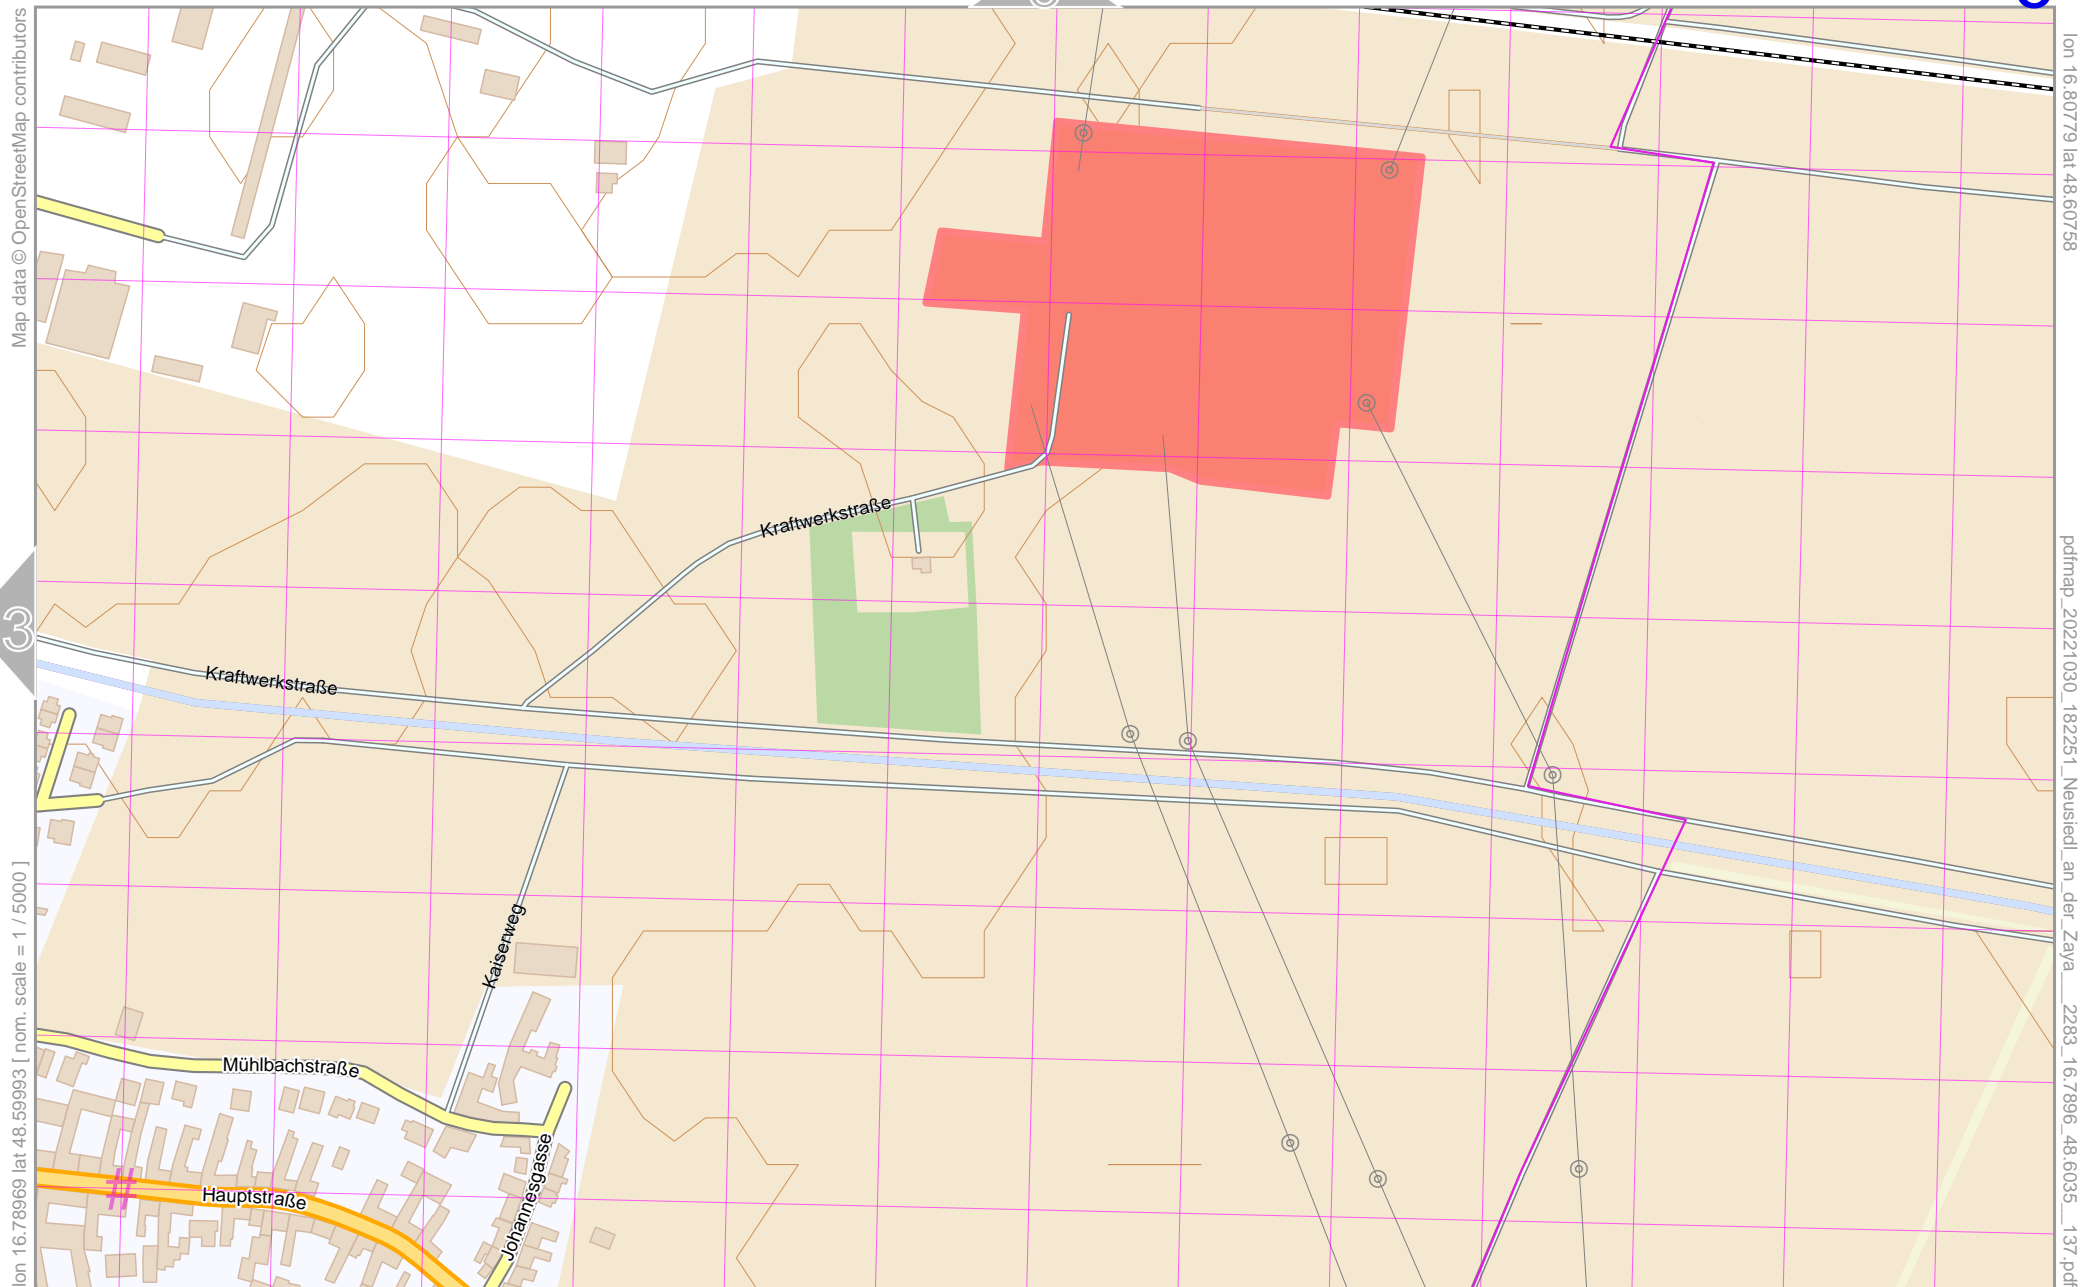 Map data © OpenStreetMap contributors
lon 16.80779 lat 48.60758
Kraftwerkstraße
3
Kraftwerkstraße
pdfmap_20221030_182251_Neusiedl_an_der_Zaya___2283_16.7896_48.6035__137.pdf
lon 16.78969 lat 48.59993 [ nom. scale = 1 / 5000 ]
Kaiserweg
Mühlbachstraße
Hauptstraße
Johannesgasse